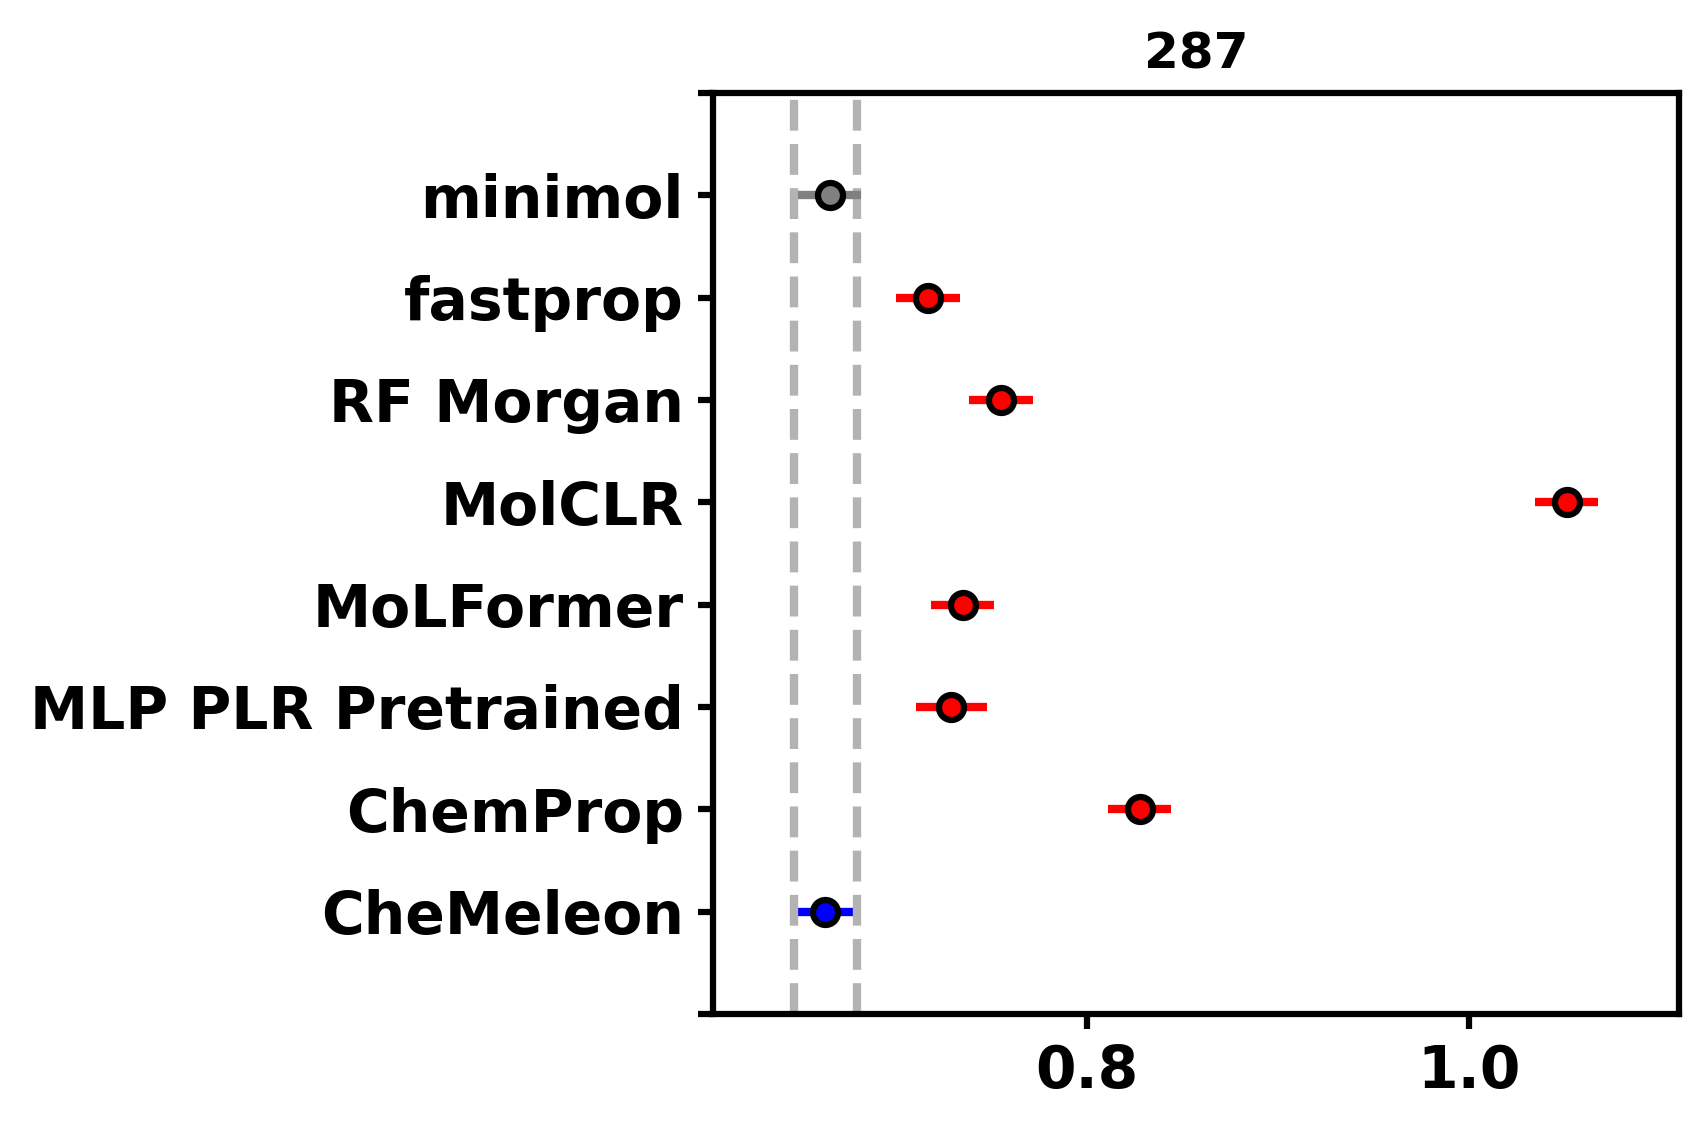 287
minimol
fastprop
RF Morgan
MolCLR
MoLFormer
MLP PLR Pretrained
ChemProp
CheMeleon
0.8 1.0